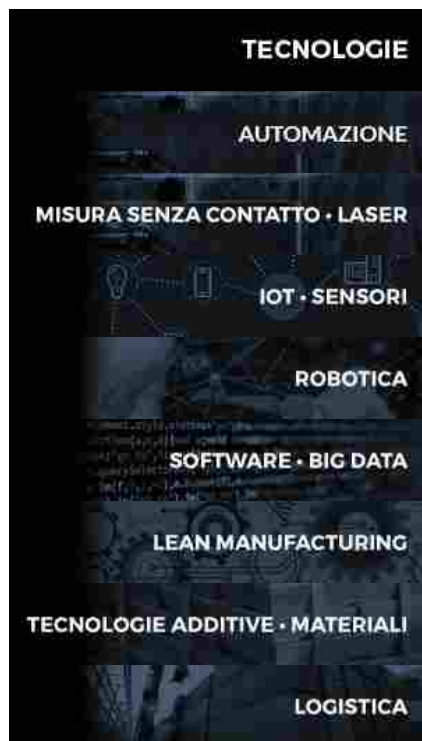 TECNOLOGIE
AUTOMAZIONE
MISURA SENZA CONTATTO • LASER
IOT • SENSORI
ROBOTICA
SOFTWARE • BIG DATA
LEAN MANUFACTURING
TECNOLOGIE ADDITIVE • MATERIALI
LOGISTICA